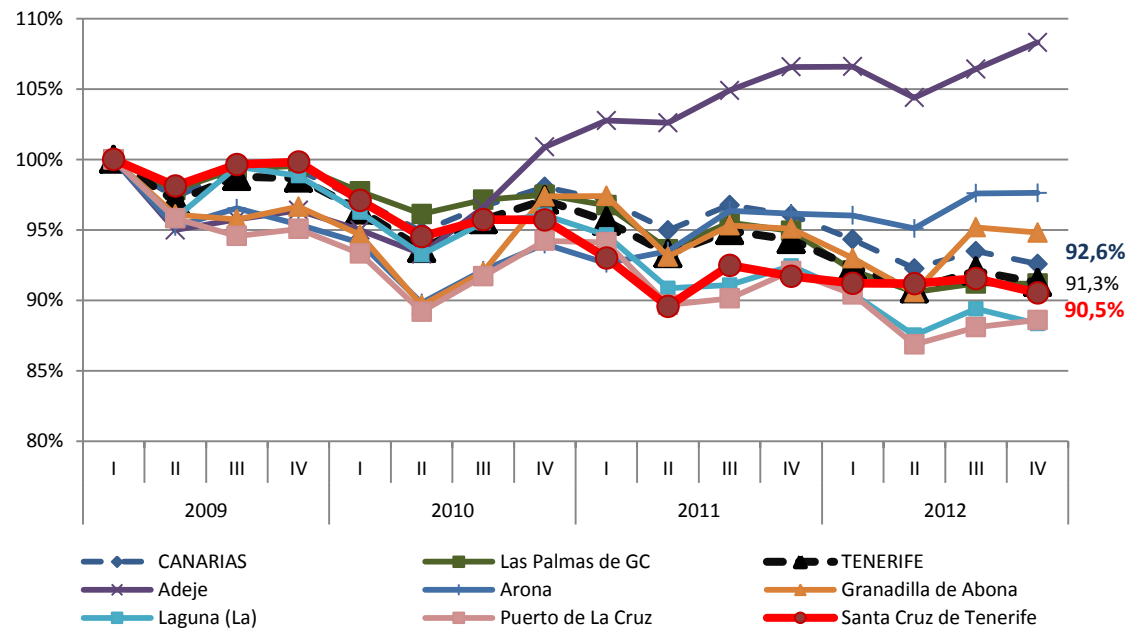 110%
105%
100%
95%
90%
85%
80%
92,6%
91,3%
90,5%
I II III IV I II III IV I II III IV I II III IV
2009 2010 2011 2012
CANARIAS Las Palmas de GC TENERIFE
Adeje Arona Granadilla de Abona
Laguna (La) Puerto de La Cruz Santa Cruz de Tenerife